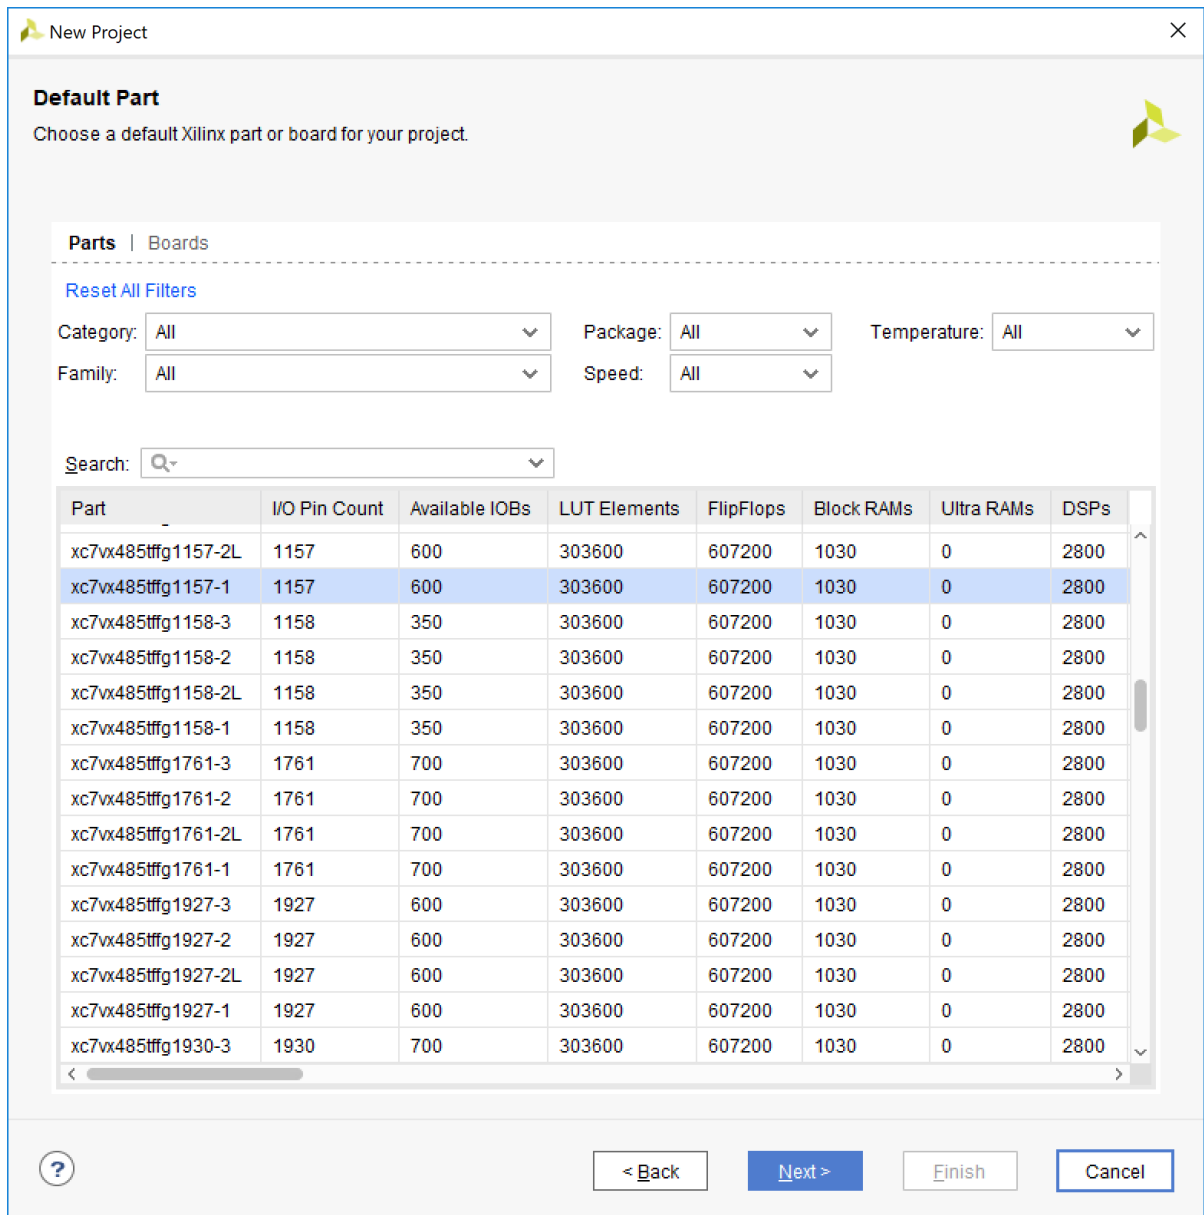 New Project
Default Part
Choose a default Xilinx part or board for your project.
Parts | Boards
Reset All Filters
Category: All Package: All Temperature: All
Family: All Speed: All
Search:
Part I/O Pin Count Available IOBs LUT Elements FlipFlops Block RAMs Ultra RAMs DSPs
xc7vx485tffg1157-2L 1157 600 303600 607200 1030 0 2800
xc7vx485tffg1157-1 1157 600 303600 607200 1030 0 2800
xc7vx485tffg1158-3 1158 350 303600 607200 1030 0 2800
xc7vx485tffg1158-2 1158 350 303600 607200 1030 0 2800
xc7vx485tffg1158-2L 1158 350 303600 607200 1030 0 2800
xc7vx485tffg1158-1 1158 350 303600 607200 1030 0 2800
xc7vx485tffg1761-3 1761 700 303600 607200 1030 0 2800
xc7vx485tffg1761-2 1761 700 303600 607200 1030 0 2800
xc7vx485tffg1761-2L 1761 700 303600 607200 1030 0 2800
xc7vx485tffg1761-1 1761 700 303600 607200 1030 0 2800
xc7vx485tffg1927-3 1927 600 303600 607200 1030 0 2800
xc7vx485tffg1927-2 1927 600 303600 607200 1030 0 2800
xc7vx485tffg1927-2L 1927 600 303600 607200 1030 0 2800
xc7vx485tffg1927-1 1927 600 303600 607200 1030 0 2800
xc7vx485tffg1930-3 1930 700 303600 607200 1030 0 2800
? < Back Next > Finish Cancel